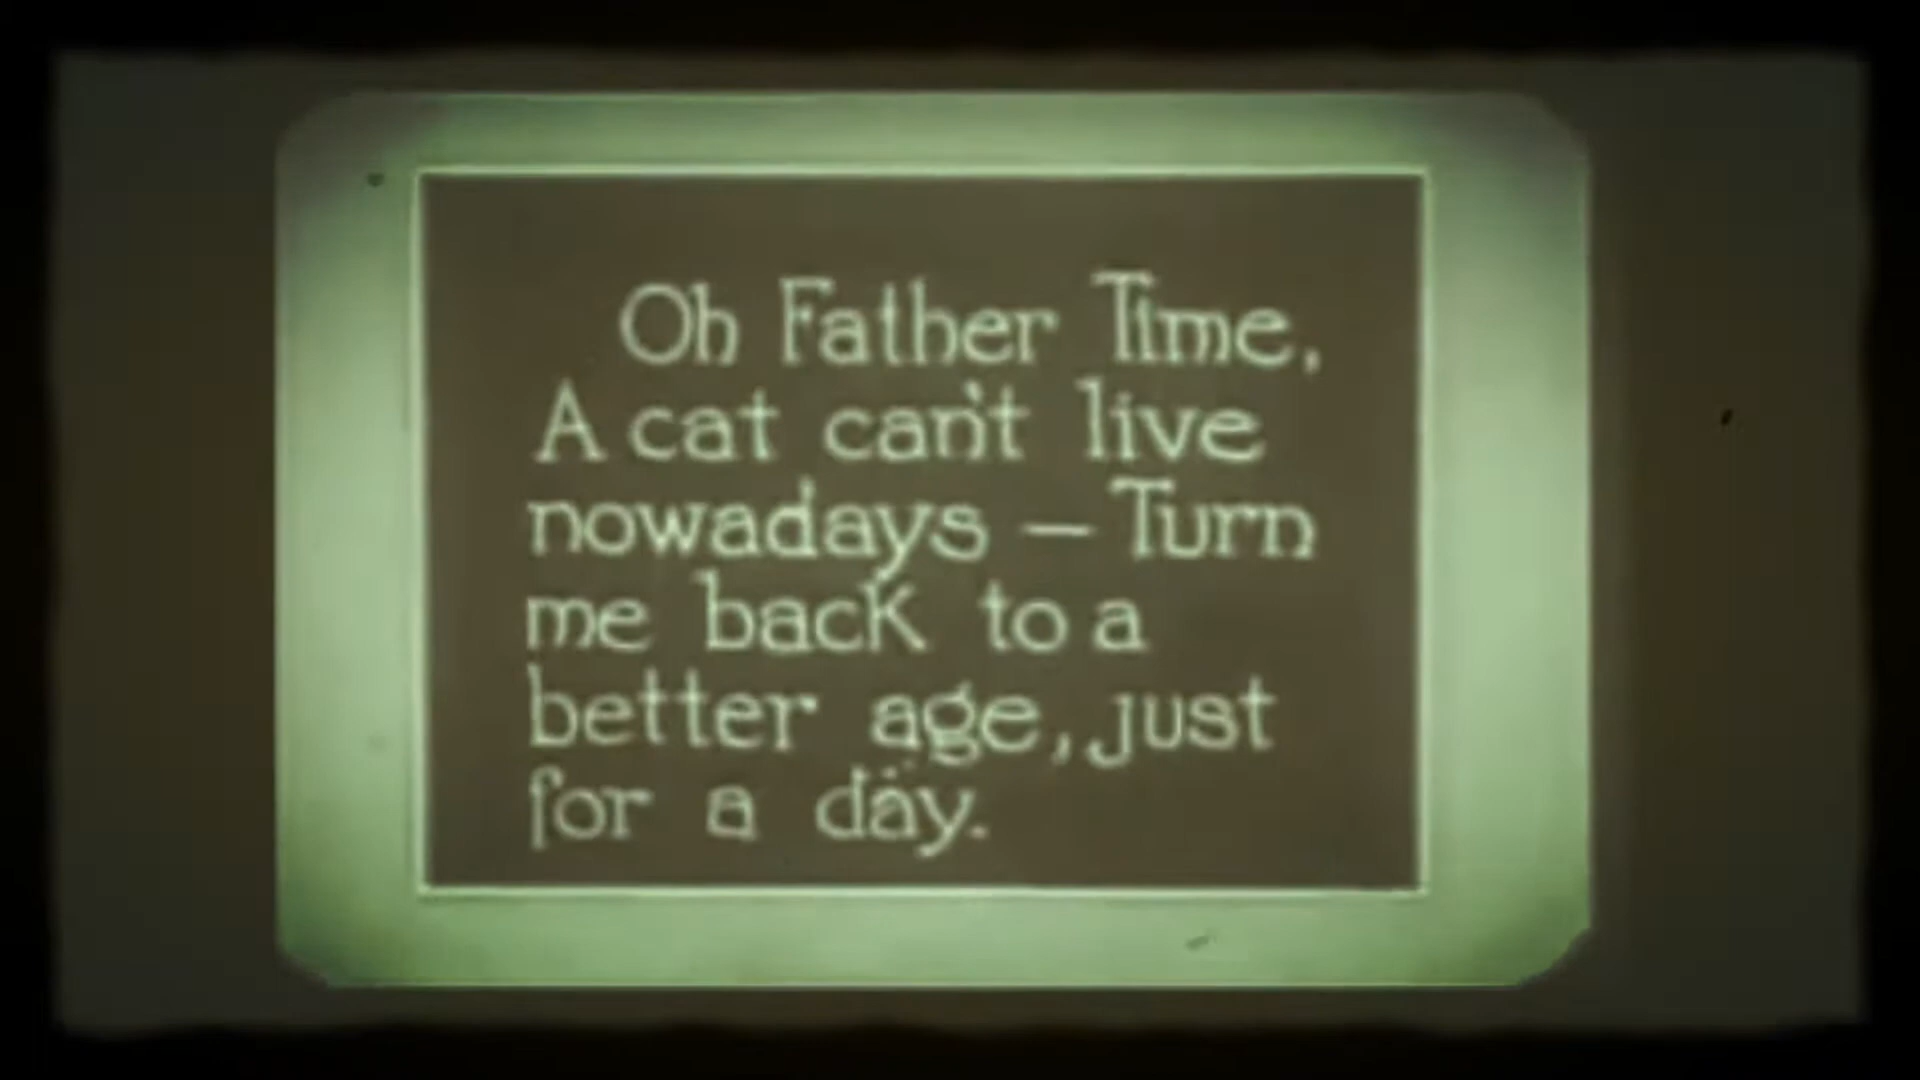 Oh Father Time,
A cat can't live
nowadays — Turn
me back to a
better age, just
for a day.